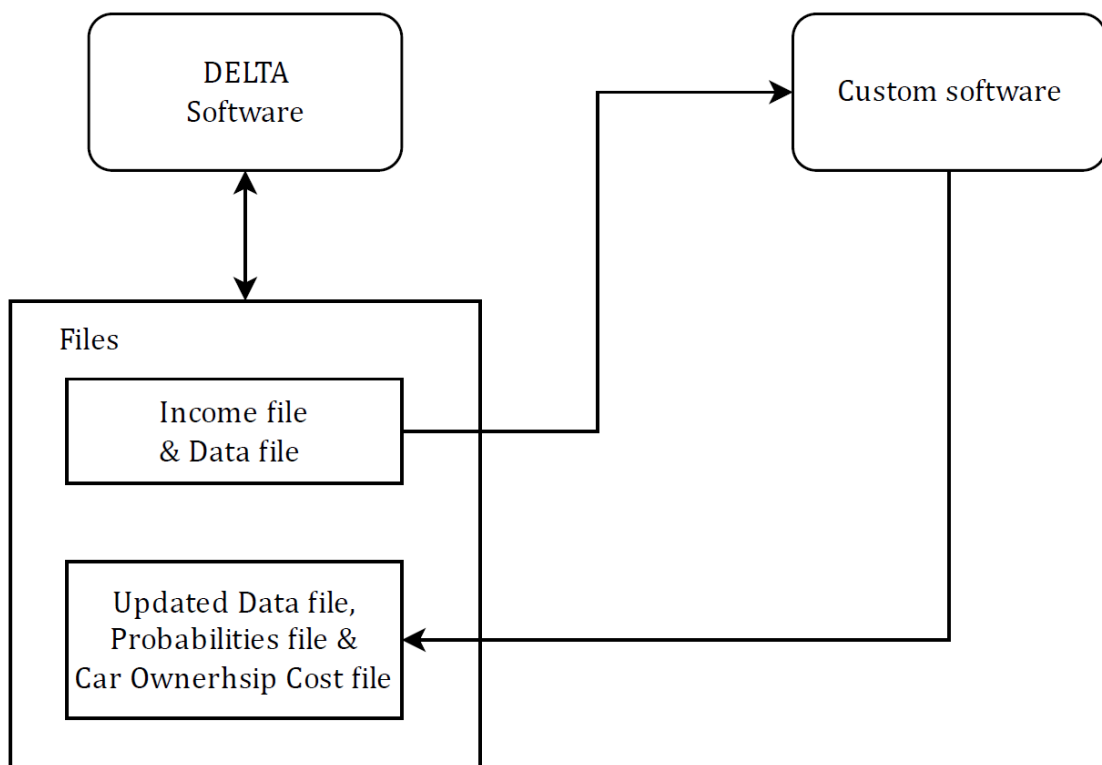 DELTA
Software
Custom software
Files
Income file
& Data file
Updated Data file,
Probabilities file &
Car Ownerhsip Cost file